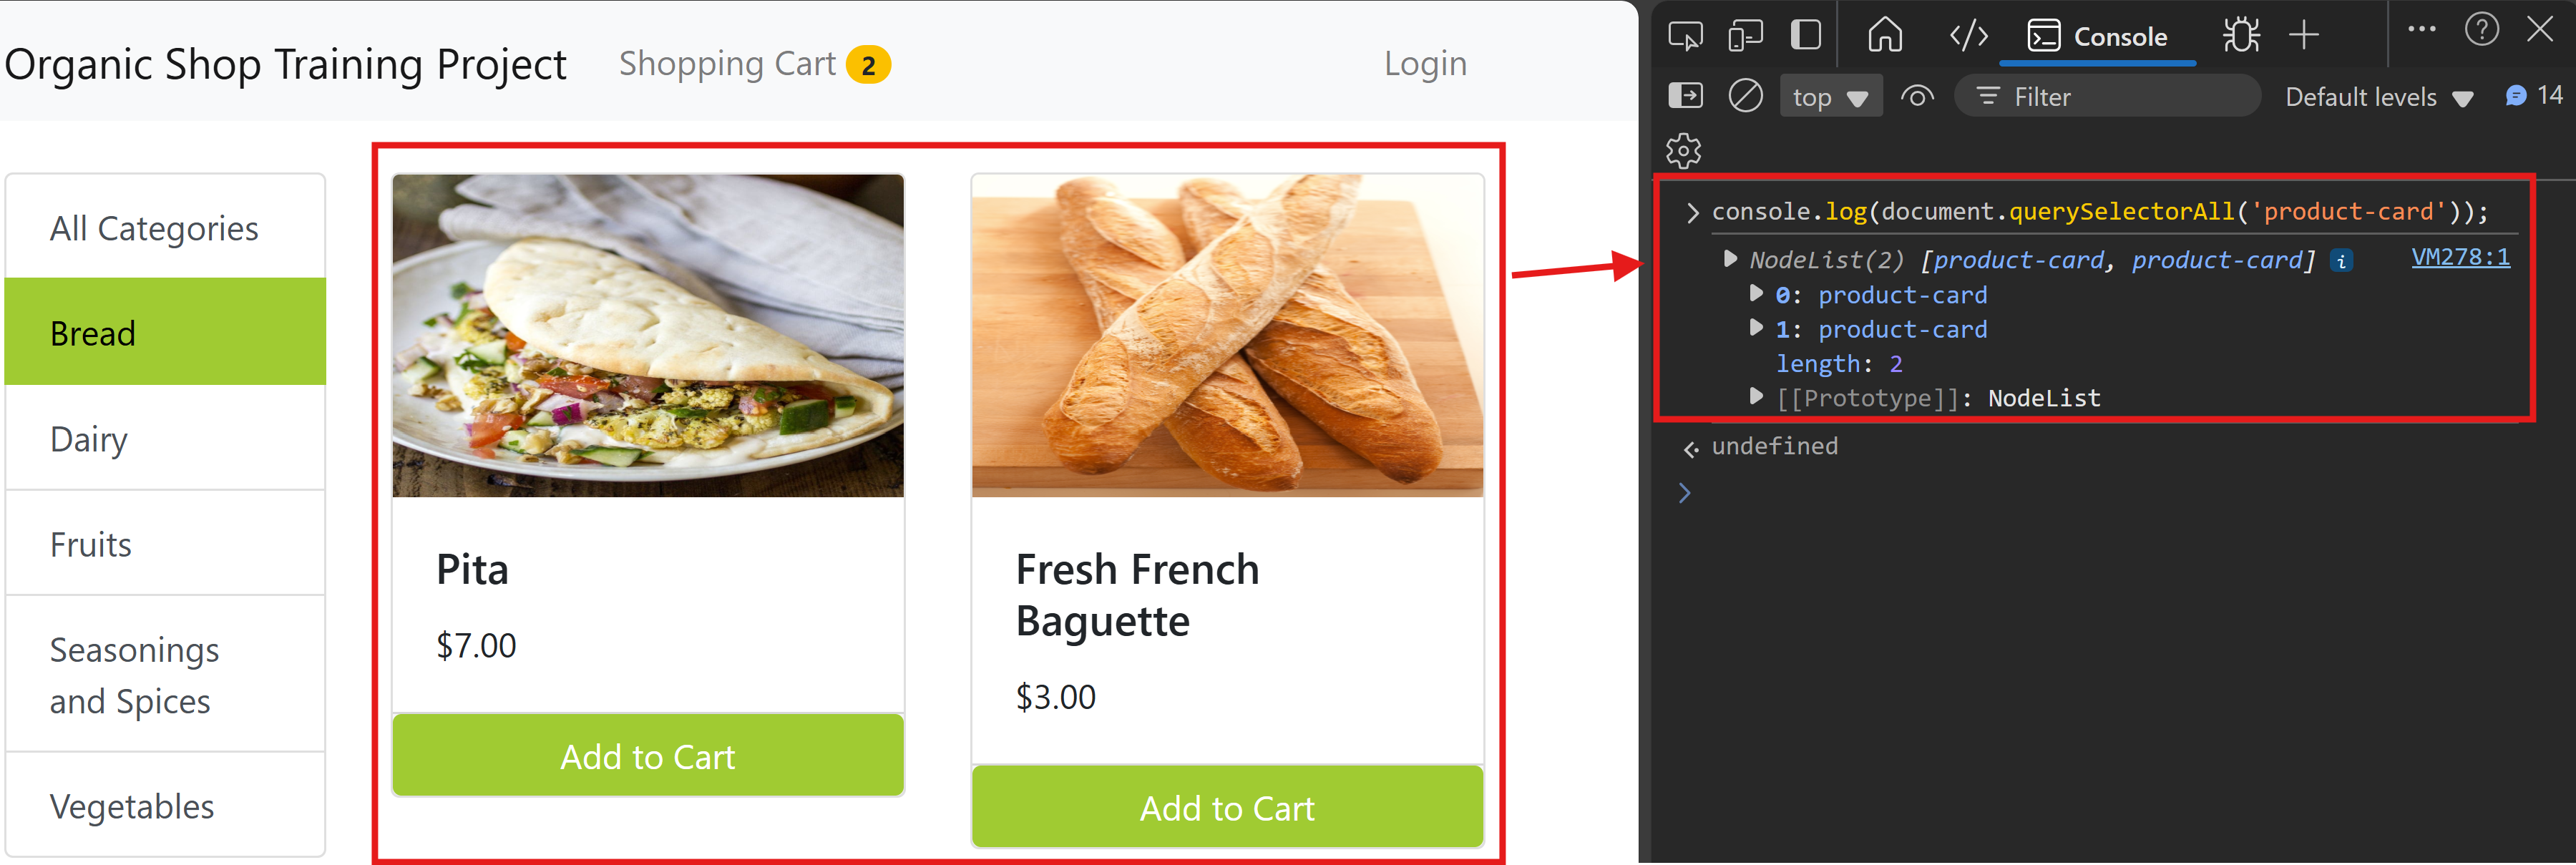 Organic Shop Training Project
Shopping Cart 2
Login
All Categories
Bread
Dairy
Fruits
Seasonings
and Spices
Vegetables
Pita
$7.00
Add to Cart
Fresh French
Baguette
$3.00
Add to Cart
Console
top
Filter
Default levels
14
console.log(document.querySelectorAll('product-card'));
NodeList(2) [product-card, product-card] i
VM278:1
0: product-card
1: product-card
length: 2
[[Prototype]]: NodeList
undefined